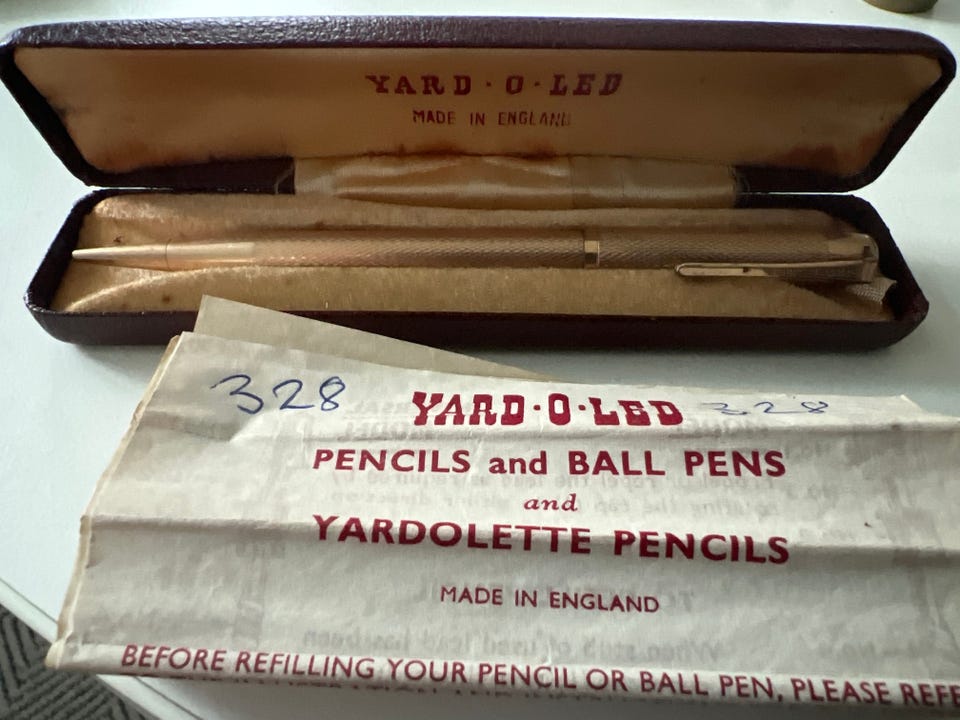 YARD·O·LED
MADE IN ENGLAND
328 YARD·O·LED 328
PENCILS and BALL PENS
and
YARDOLETTE PENCILS
MADE IN ENGLAND
BEFORE REFILLING YOUR PENCIL OR BALL PEN, PLEASE REFE